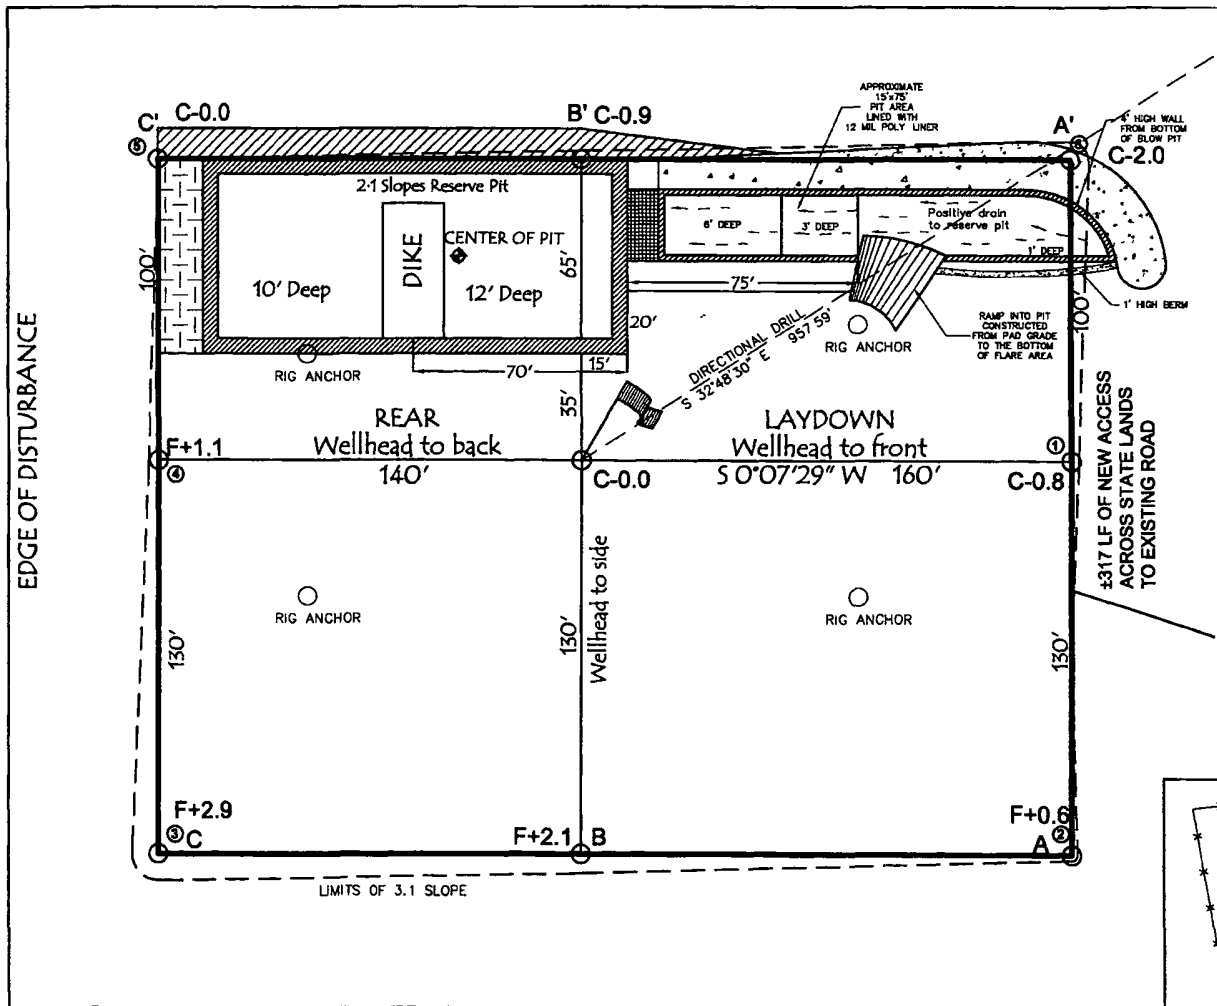 C-0.0
C'
⑤
B' C-0.9
APPROXIMATE
15'x75'
PIT AREA
LINED WITH
12 MIL POLY LINER
A'
4' HIGH WALL
FROM BOTTOM
OF BLOW PIT
C-2.0
2:1 Slopes Reserve Pit
DIKE
CENTER OF PIT
10' Deep
12' Deep
65'
100'
6' DEEP
3' DEEP
Positive drain
to reserve pit
1' DEEP
75'
20'
1' HIGH BERM
100'
RAMP INTO PIT
CONSTRUCTED
FROM PAD GRADE
TO THE BOTTOM
OF FLARE AREA
DIRECTIONAL DRILL
S 32°48'30" E 957 59'
RIG ANCHOR
RIG ANCHOR
70'
15'
35'
EDGE OF DISTURBANCE
REAR
Wellhead to back
140'
LAYDOWN
Wellhead to front
S 0°07'29" W 160'
F+1.1
④
C-0.0
①
C-0.8
±317 LF OF NEW ACCESS
ACROSS STATE LANDS
TO EXISTING ROAD
RIG ANCHOR
RIG ANCHOR
130'
130'
Wellhead to side
130'
F+2.9
③ C
F+2.1 B
F+0.6
②
A
LIMITS OF 3.1 SLOPE